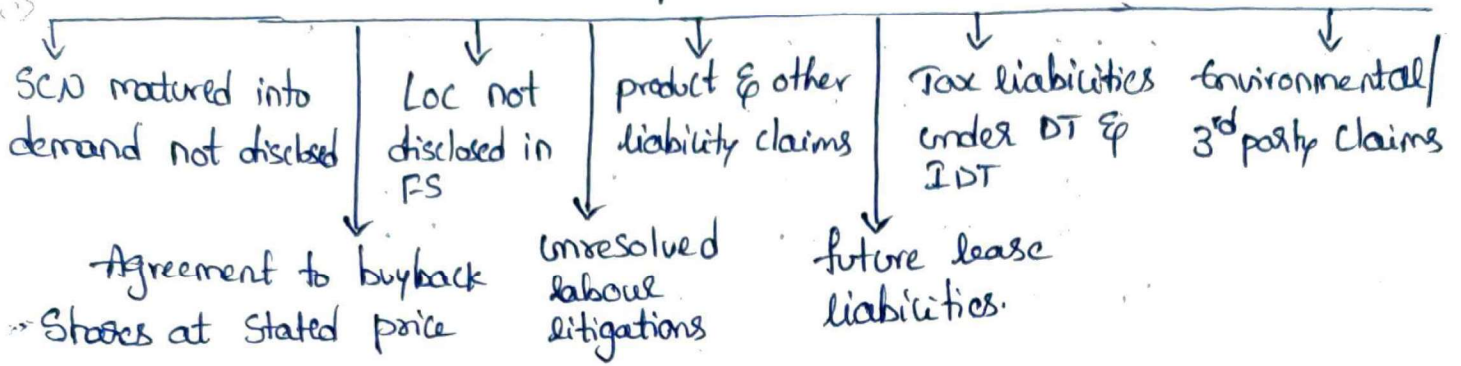 SCN matured into
demand not disclosed
Loc not
disclosed in
FS
product & other
liability claims
Tax liabilities
under DT &
IDT
Environmental/
3rd party Claims
Agreement to buyback
Shares at stated price
unresolved
labour
litigations
future lease
liabilities.